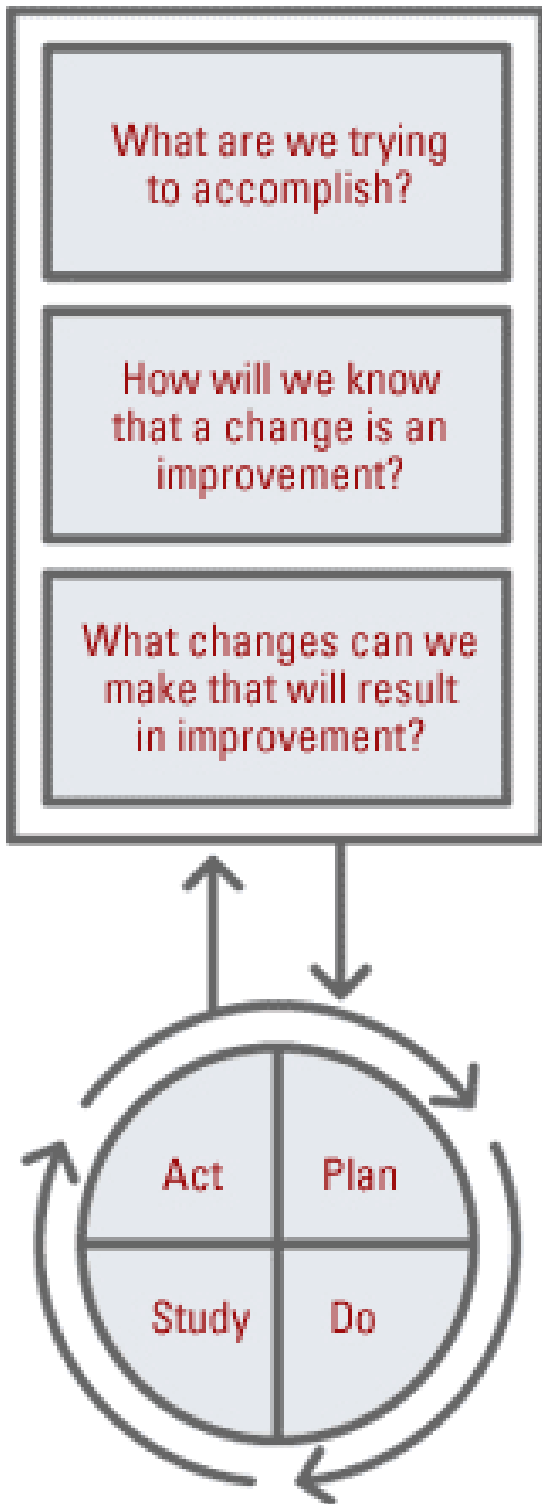 What are we trying
to accomplish?
How will we know
that a change is an
improvement?
What changes can we
make that will result
in improvement?
Act
Plan
Study
Do